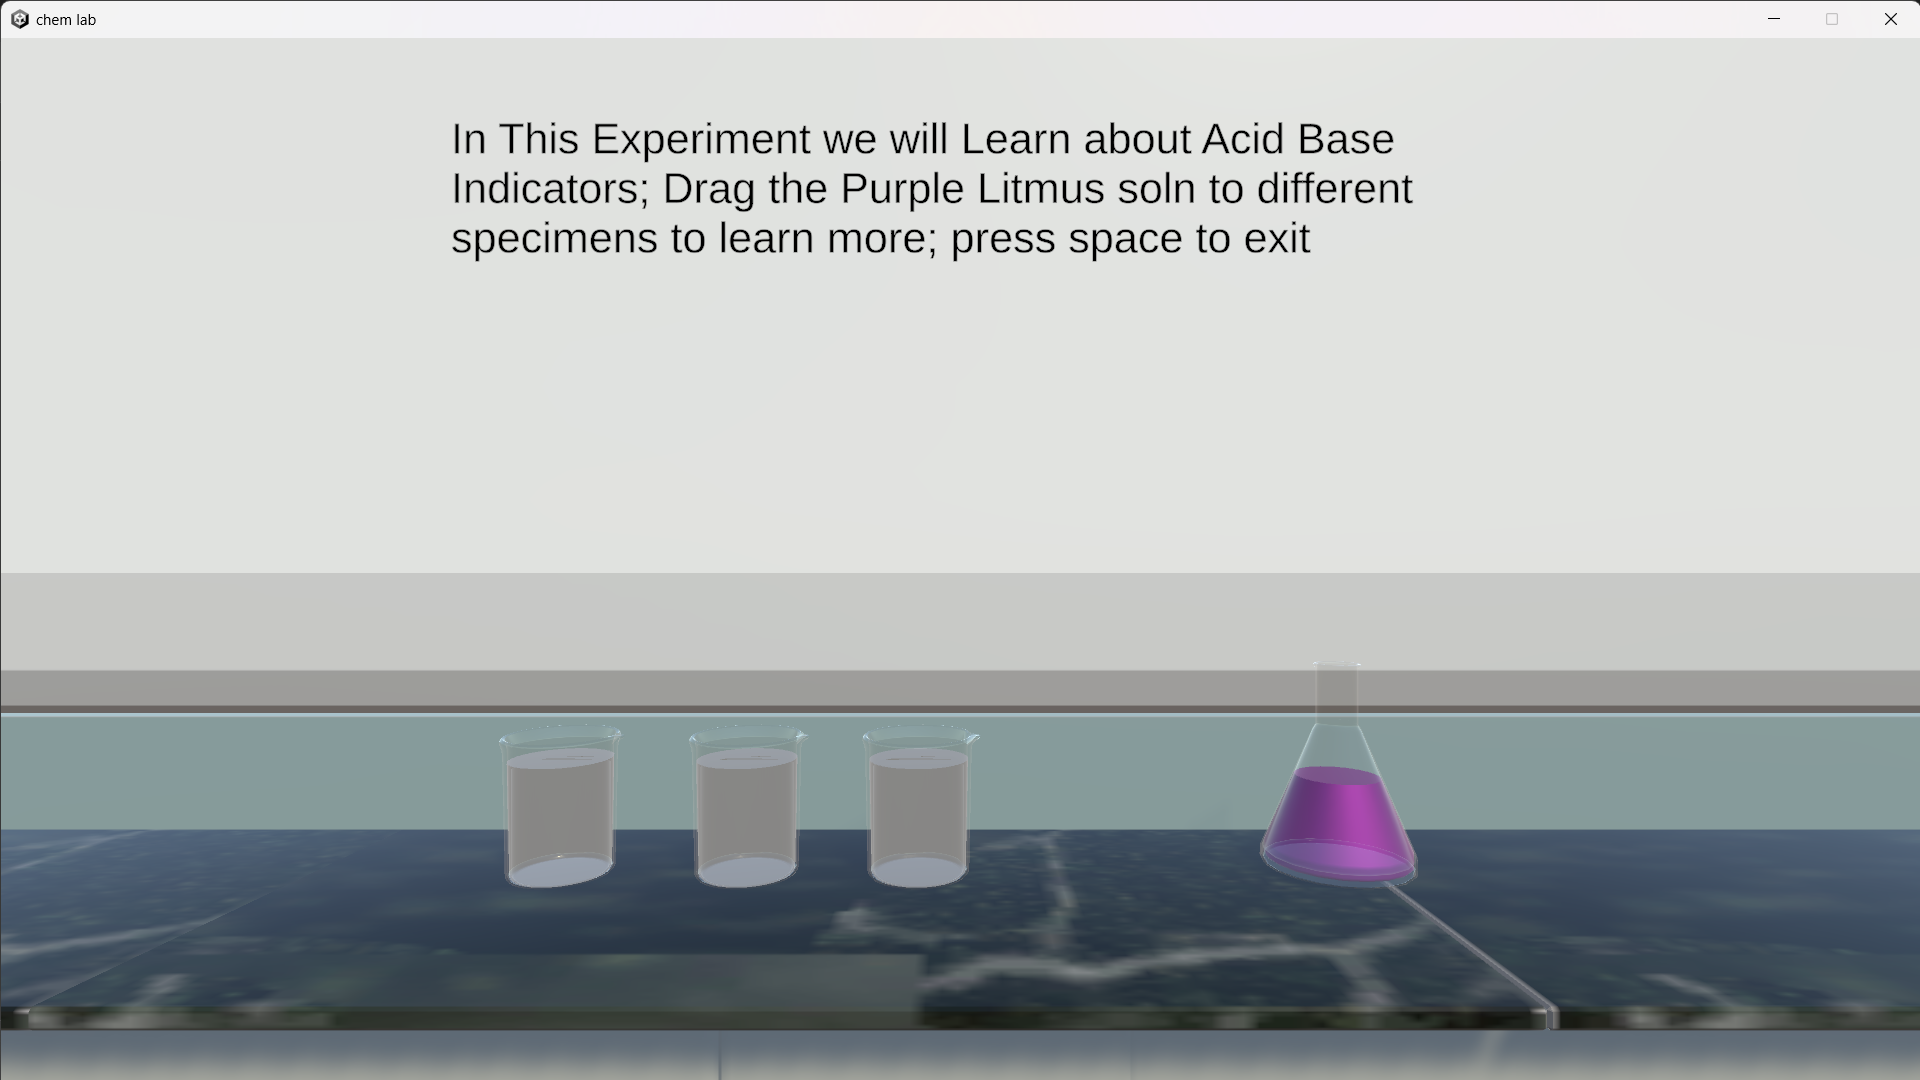 chem lab
In This Experiment we will Learn about Acid Base
Indicators; Drag the Purple Litmus soln to different
specimens to learn more; press space to exit